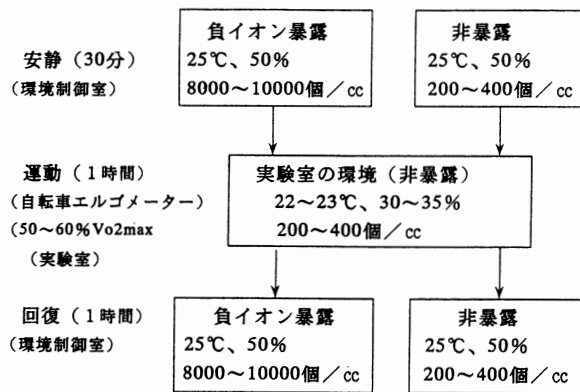 安静（30分）
（環境制御室）
負イオン暴露
25℃、50%
8000〜10000個／cc
非暴露
25℃、50%
200〜400個／cc
運動（1時間）
（自転車エルゴメーター）
（50〜60%Vo2max
（実験室）
実験室の環境（非暴露）
22〜23℃、30〜35%
200〜400個／cc
回復（1時間）
（環境制御室）
負イオン暴露
25℃、50%
8000〜10000個／cc
非暴露
25℃、50%
200〜400個／cc